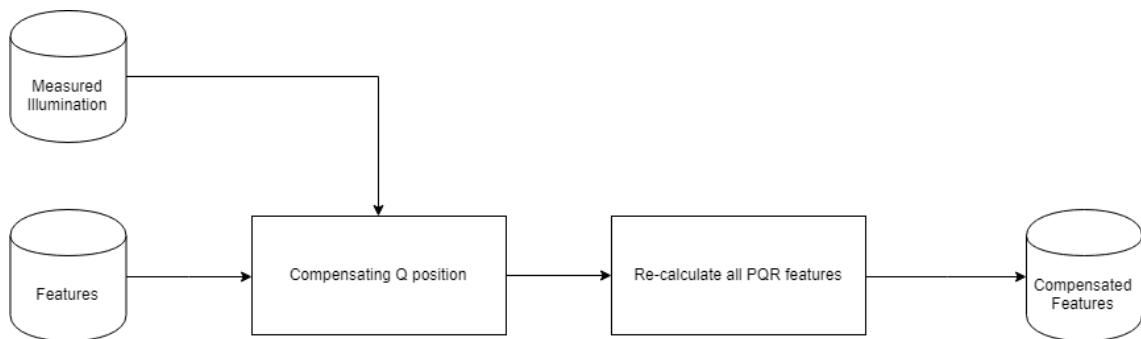 Measured
Illumination
Features
Compensating Q position
Re-calculate all PQR features
Compensated
Features